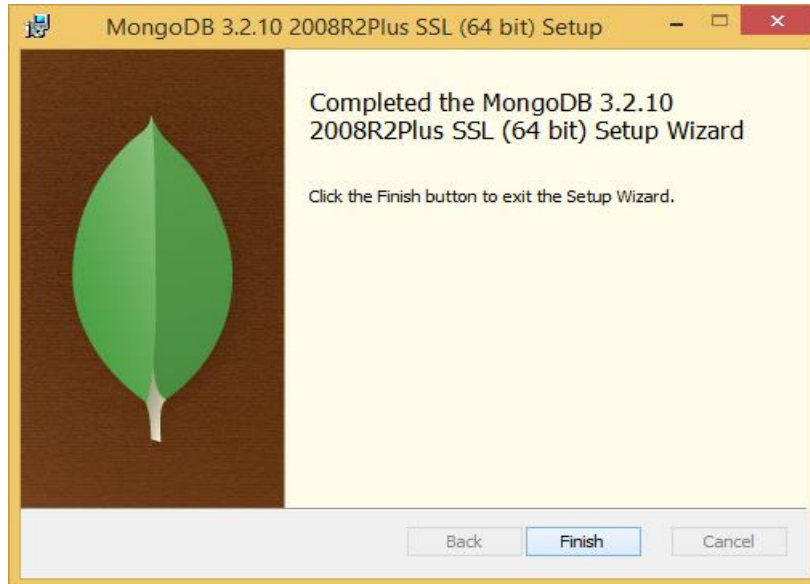 MongoDB 3.2.10 2008R2Plus SSL (64 bit) Setup
Completed the MongoDB 3.2.10
2008R2Plus SSL (64 bit) Setup Wizard
Click the Finish button to exit the Setup Wizard.
Back Finish Cancel